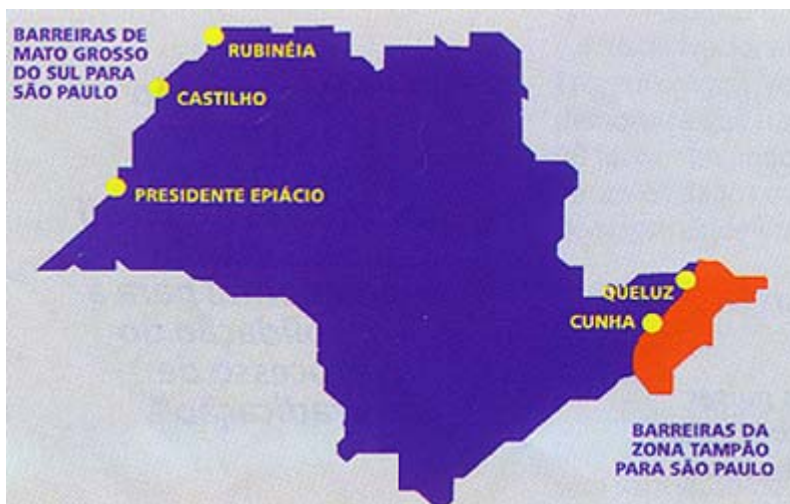 BARREIRAS DE
MATO GROSSO
DO SUL PARA
SÃO PAULO
RUBINÉIA
CASTILHO
PRESIDENTE EPIÁCIO
QUELUZ
CUNHA
BARREIRAS DA
ZONA TAMPÃO
PARA SÃO PAULO